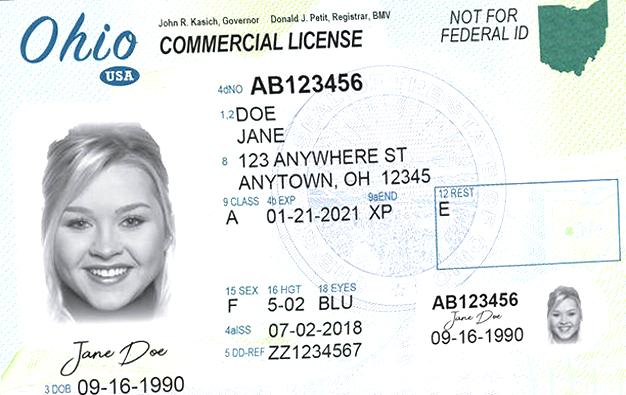 Ohio
USA
John R. Kasich, Governor Donald J. Petit, Registrar, BMV
COMMERCIAL LICENSE
NOT FOR
FEDERAL ID
4dNO AB123456
1,2 DOE
JANE
8 123 ANYWHERE ST
ANYTOWN, OH 12345
9 CLASS 4b EXP 9aEND
A 01-21-2021 XP
12 REST
E
15 SEX 16 HGT 18 EYES
F 5-02 BLU
4aISS 07-02-2018
5 DD-REF ZZ1234567
AB123456
Jane Doe
09-16-1990
Jane Doe
3 DOB 09-16-1990